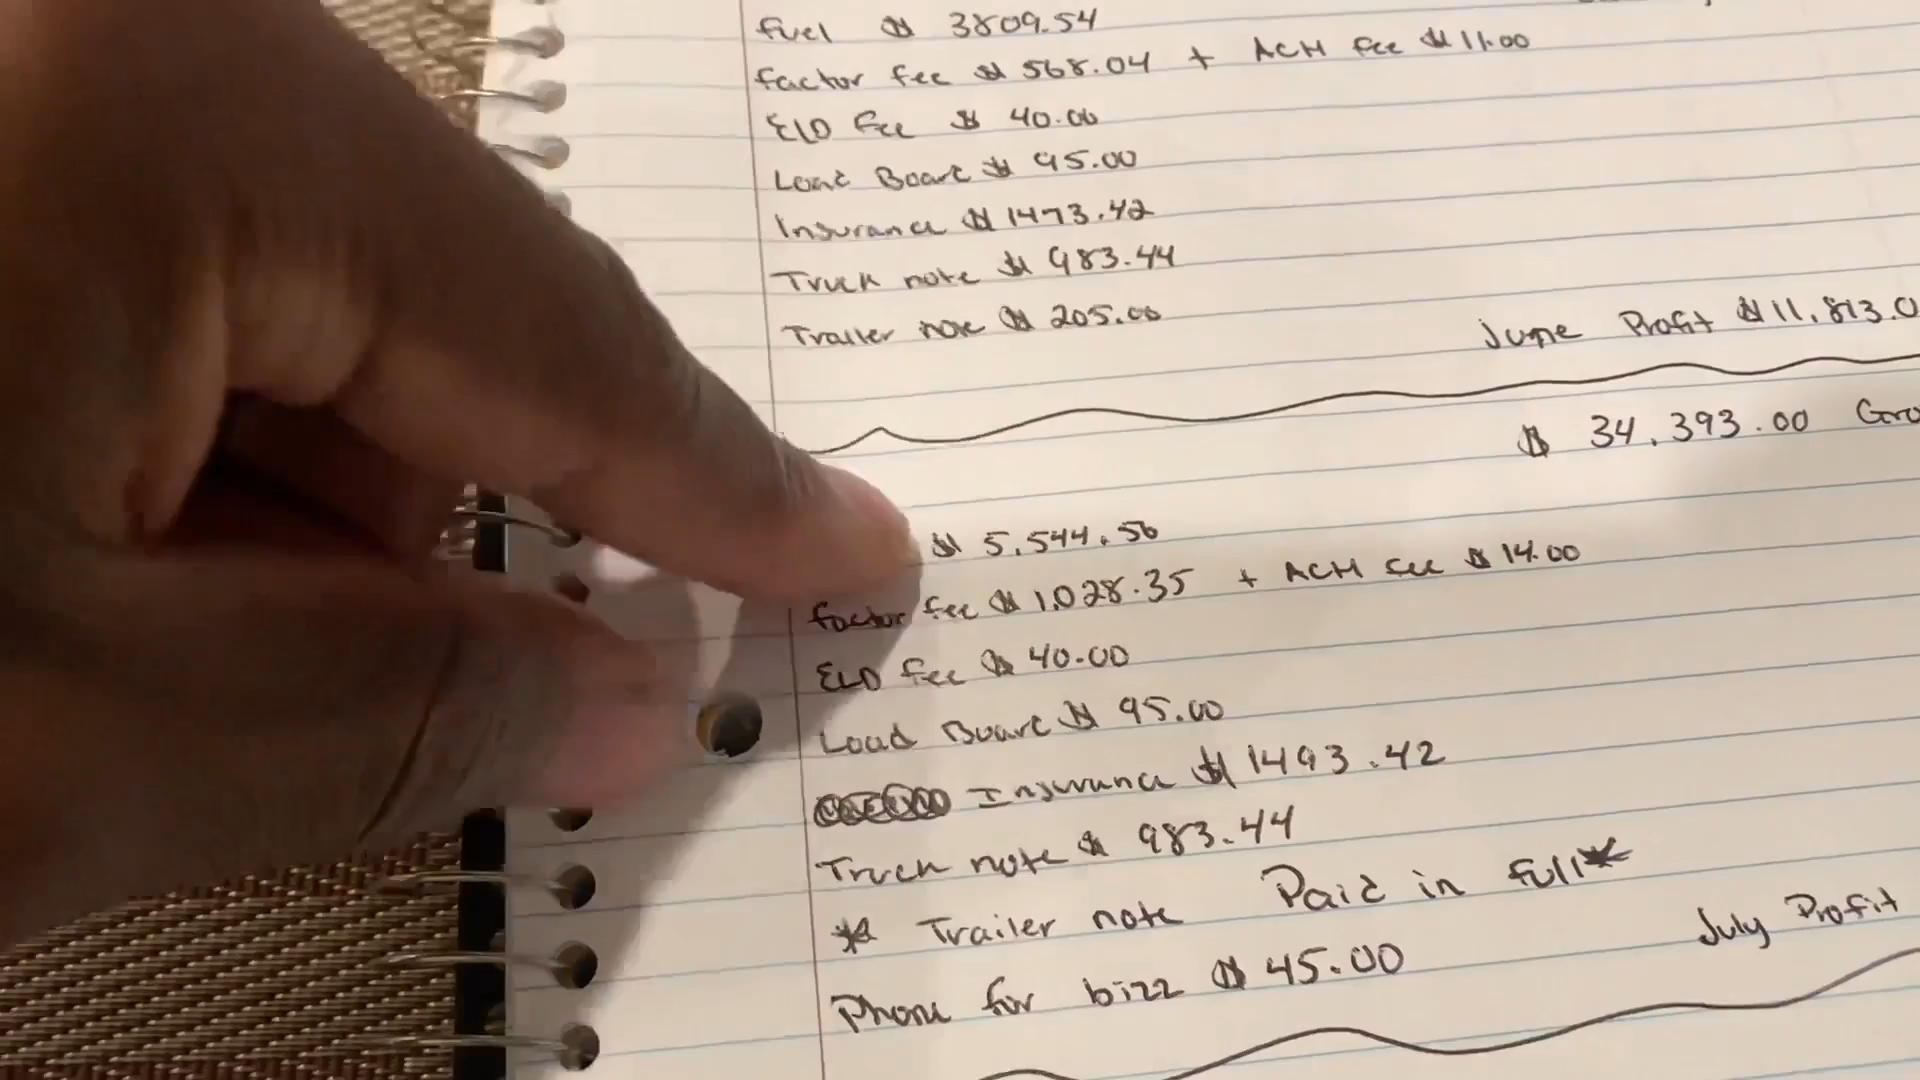 fuel $ 3809.54
factor fee $ 568.04 + ACH fee $ 11.00
ELD fee $ 40.00
Load Board $ 95.00
Insurance $ 1473.42
Truck note $ 983.44
Trailer note $ 205.00
June Profit $ 11,813.0
$ 34,393.00 Gro
$ 5,544.56
factor fee $ 1,028.35 + ACH fee $ 14.00
ELD fee $ 40.00
Load Board $ 95.00
Insurance $ 1493.42
Truck note $ 983.44
* Trailer note Paid in full*
July Profit
Phone for bizz $ 45.00